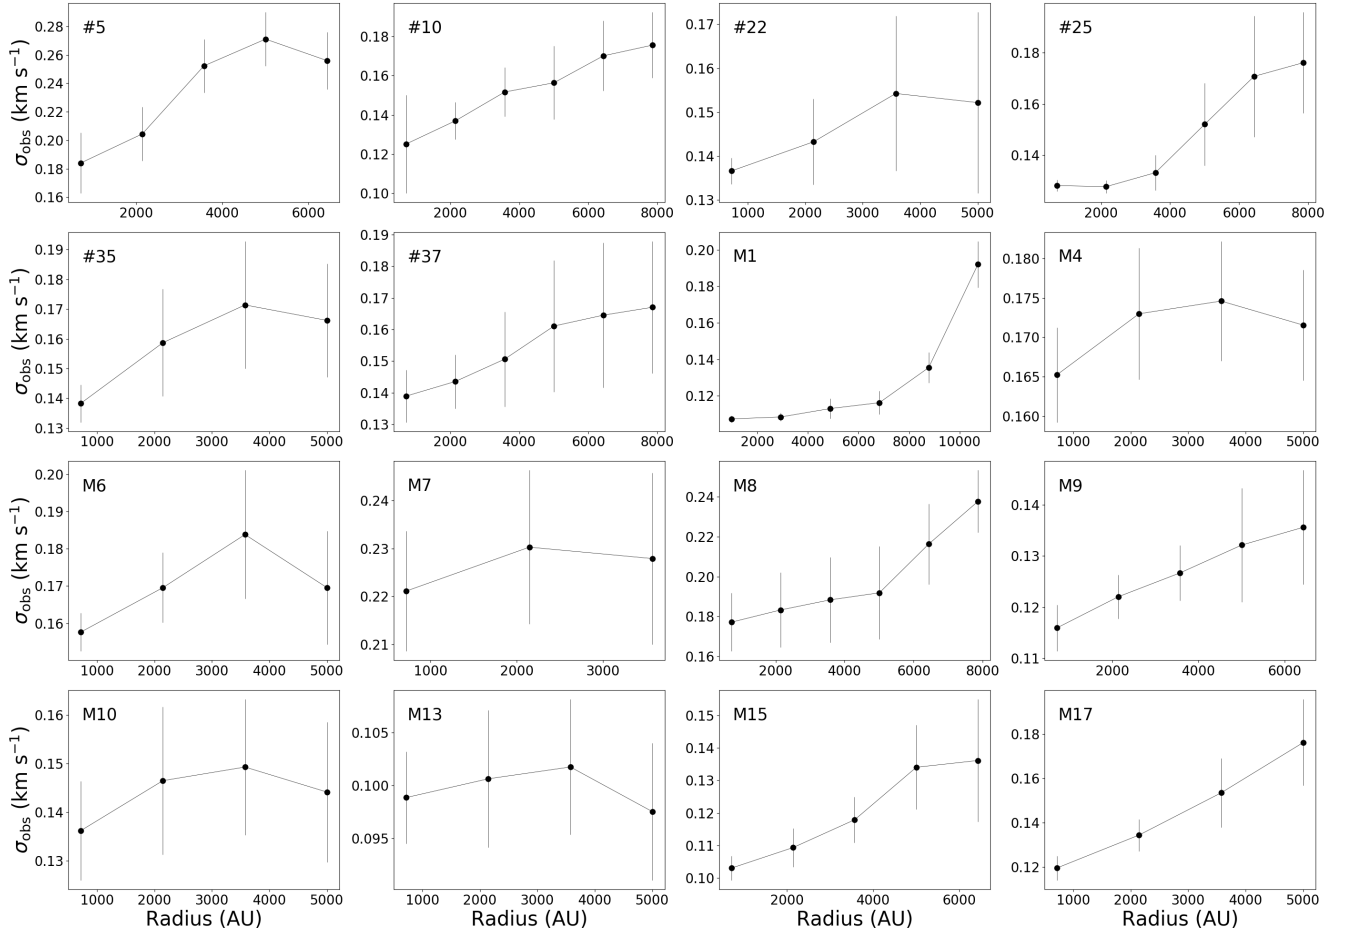 #5
0.28
0.26
0.24
0.22
0.20
0.18
0.16
2000 4000 6000
σobs (km s−1)
#10
0.18
0.16
0.14
0.12
0.10
2000 4000 6000 8000
#22
0.17
0.16
0.15
0.14
0.13
1000 2000 3000 4000 5000
#25
0.18
0.16
0.14
2000 4000 6000 8000
#35
0.19
0.18
0.17
0.16
0.15
0.14
0.13
1000 2000 3000 4000 5000
σobs (km s−1)
#37
0.19
0.18
0.17
0.16
0.15
0.14
0.13
2000 4000 6000 8000
M1
0.20
0.18
0.16
0.14
0.12
2000 4000 6000 8000 10000
M4
0.180
0.175
0.170
0.165
0.160
1000 2000 3000 4000 5000
M6
0.20
0.19
0.18
0.17
0.16
1000 2000 3000 4000 5000
σobs (km s−1)
M7
0.24
0.23
0.22
0.21
1000 2000 3000
M8
0.24
0.22
0.20
0.18
0.16
2000 4000 6000 8000
M9
0.14
0.13
0.12
0.11
2000 4000 6000
M10
0.16
0.15
0.14
0.13
1000 2000 3000 4000 5000
σobs (km s−1)
Radius (AU)
M13
0.105
0.100
0.095
1000 2000 3000 4000 5000
Radius (AU)
M15
0.15
0.14
0.13
0.12
0.11
0.10
2000 4000 6000
Radius (AU)
M17
0.18
0.16
0.14
0.12
1000 2000 3000 4000 5000
Radius (AU)